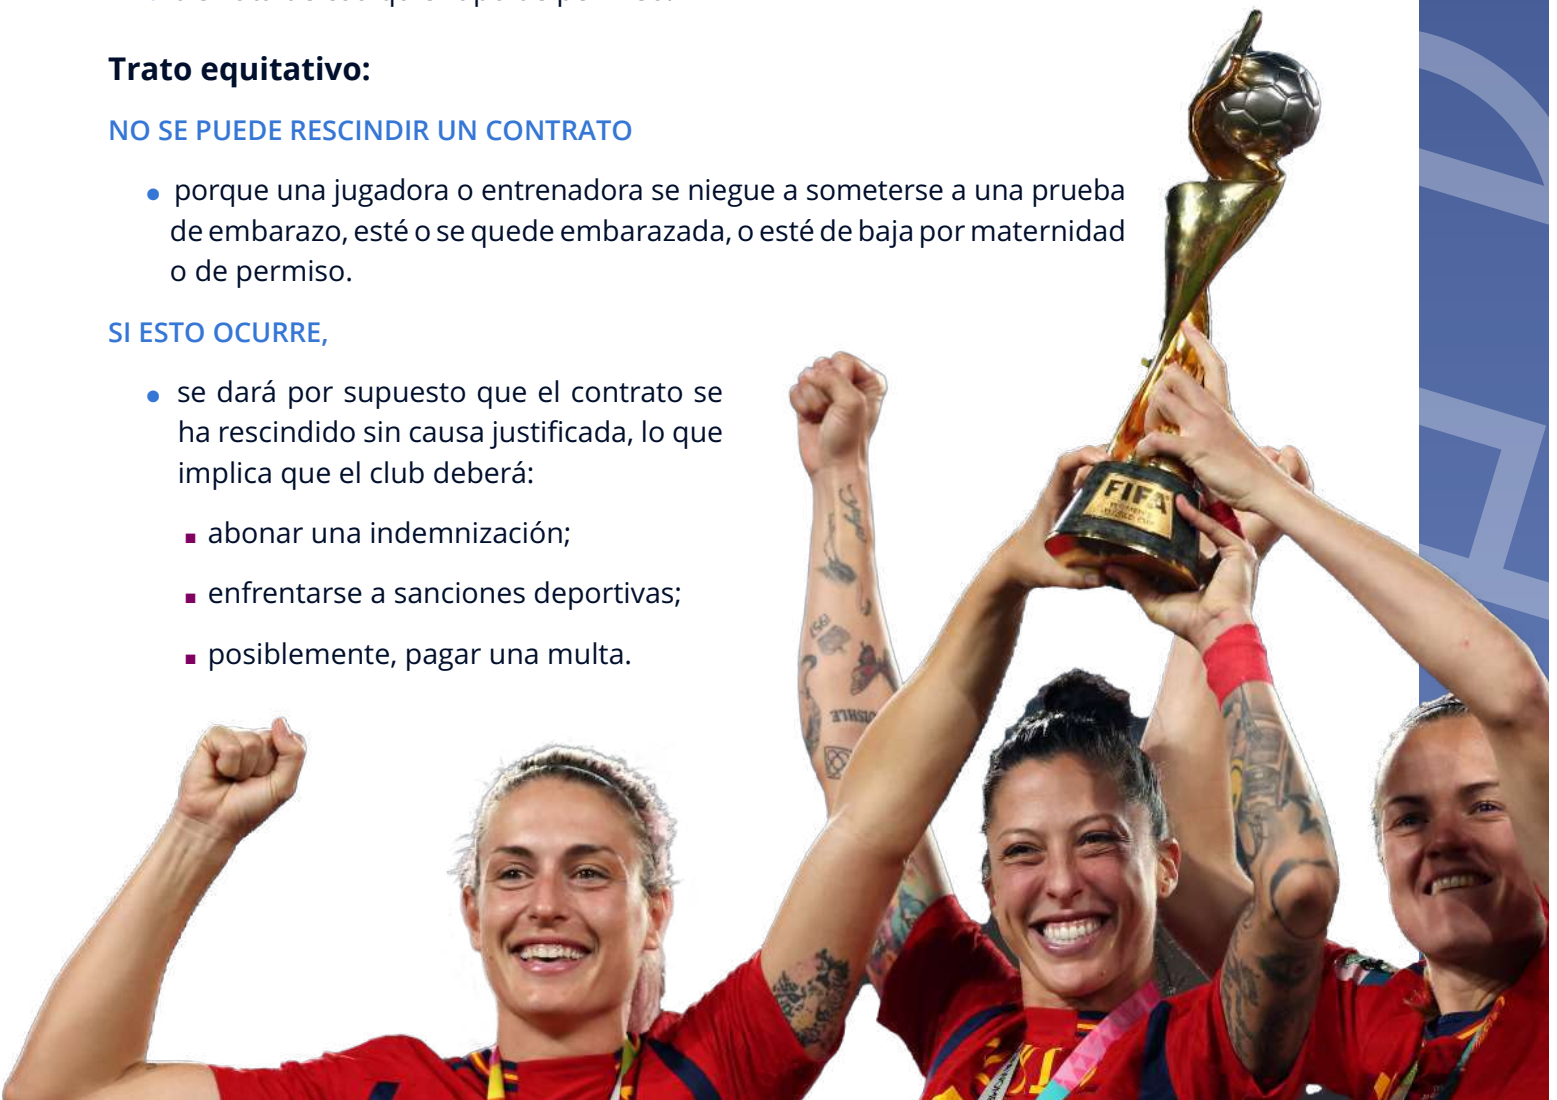 Trato equitativo:
NO SE PUEDE RESCINDIR UN CONTRATO
• porque una jugadora o entrenadora se niegue a someterse a una prueba
de embarazo, esté o se quede embarazada, o esté de baja por maternidad
o de permiso.
SI ESTO OCURRE,
• se dará por supuesto que el contrato se
ha rescindido sin causa justificada, lo que
implica que el club deberá:
▪ abonar una indemnización;
▪ enfrentarse a sanciones deportivas;
▪ posiblemente, pagar una multa.
FIFA